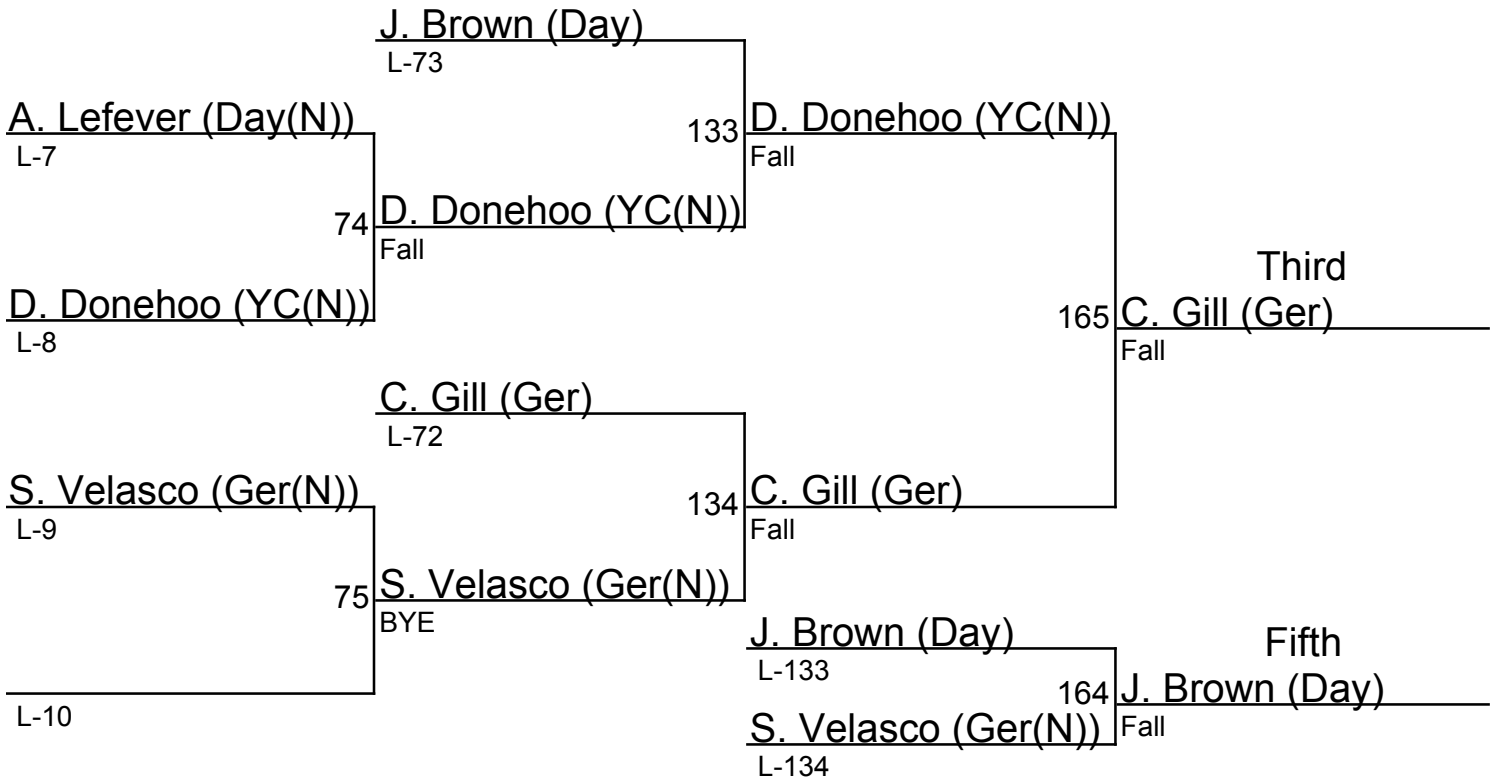 J. Brown (Day)
L-73
A. Lefever (Day(N))
L-7
133
D. Donehoo (YC(N))
Fall
74
D. Donehoo (YC(N))
Fall
D. Donehoo (YC(N))
L-8
Third
165
C. Gill (Ger)
Fall
C. Gill (Ger)
L-72
S. Velasco (Ger(N))
L-9
134
C. Gill (Ger)
Fall
75
S. Velasco (Ger(N))
BYE
L-10
J. Brown (Day)
L-133
Fifth
164
J. Brown (Day)
Fall
S. Velasco (Ger(N))
L-134